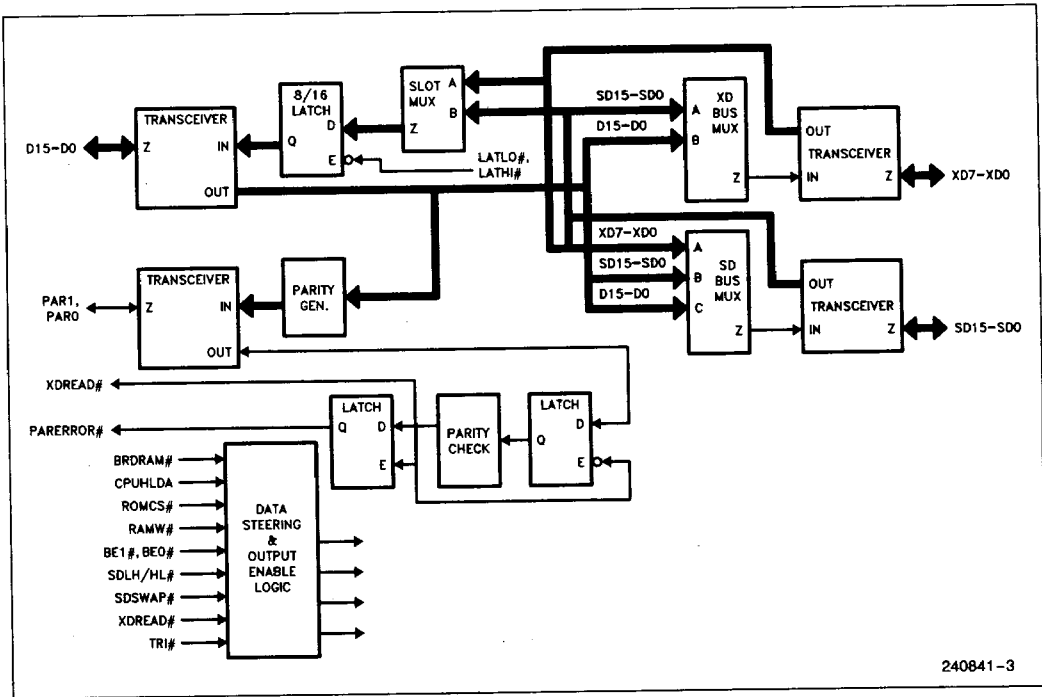 8/16
LATCH
D
Q
E
SLOT
MUX
A
B
Z
TRANSCEIVER
Z
IN
OUT
D15-D0
LATLO#,
LATHI#
SD15-SD0
D15-D0
XD
BUS
MUX
A
B
Z
OUT
TRANSCEIVER
IN
Z
XD7-XD0
XD7-XD0
SD15-SD0
D15-D0
A
B
C
SD
BUS
MUX
Z
OUT
TRANSCEIVER
IN
Z
SD15-SD0
TRANSCEIVER
Z
IN
OUT
PAR1,
PAR0
PARITY
GEN.
XDREAD#
PARERROR#
LATCH
Q
D
E
PARITY
CHECK
LATCH
D
Q
E
BRDRAM#
CPUHLDA
ROMCS#
RAMW#
BE1#,BE0#
SDLH/HL#
SDSWAP#
XDREAD#
TRI#
DATA
STEERING
&
OUTPUT
ENABLE
LOGIC
240841-3